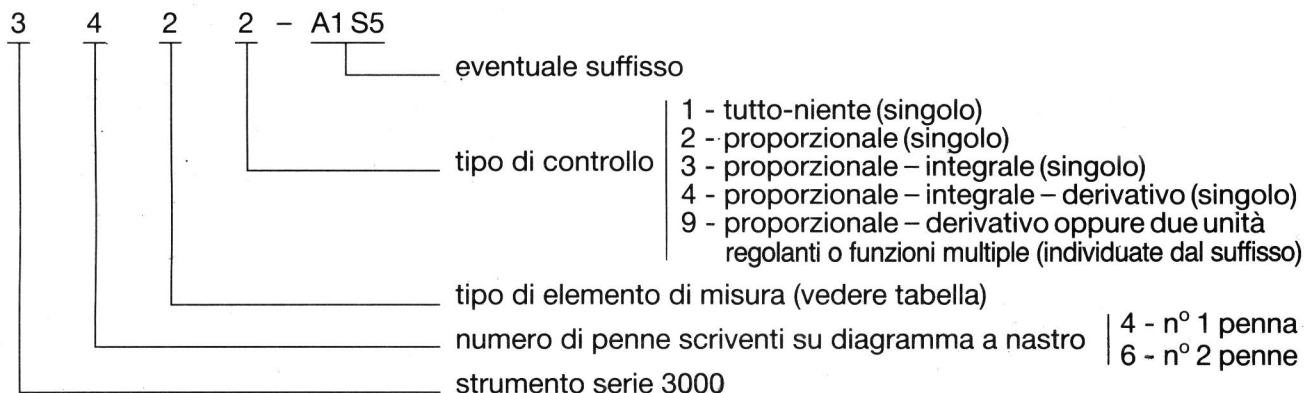 3 4 2 2 – A1 S5
eventuale suffisso
tipo di controllo
1 - tutto-niente (singolo)
2 - proporzionale (singolo)
3 - proporzionale – integrale (singolo)
4 - proporzionale – integrale – derivativo (singolo)
9 - proporzionale – derivativo oppure due unità
regolanti o funzioni multiple (individuate dal suffisso)
tipo di elemento di misura (vedere tabella)
numero di penne scriventi su diagramma a nastro
4 - nº 1 penna
6 - nº 2 penne
strumento serie 3000